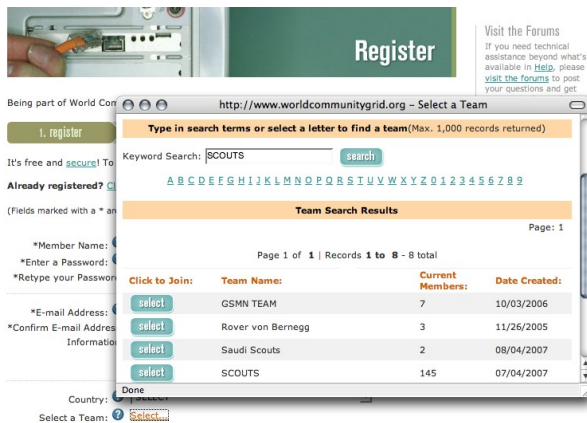 Register
Visit the Forums
If you need technical
assistance beyond what's
available in Help, please
visit the forums to post
your questions and get
Being part of World Com
1. register
It's free and secure! To
Already registered? Cl
(Fields marked with a * are
*Member Name: ?
*Enter a Password: ?
*Retype your Passwor
*E-mail Address: ?
*Confirm E-mail Addres
Informatio
Country: ? SELECT
Select a Team: ? Select...
http://www.worldcommunitygrid.org – Select a Team
Type in search terms or select a letter to find a team(Max. 1,000 records returned)
Keyword Search: SCOUTS search
A B C D E F G H I J K L M N O P Q R S T U V W X Y Z 0 1 2 3 4 5 6 7 8 9
Team Search Results
Page: 1
Page 1 of 1 | Records 1 to 8 - 8 total
Click to Join: Team Name: Current Members: Date Created:
select GSMN TEAM 7 10/03/2006
select Rover von Bernegg 3 11/26/2005
select Saudi Scouts 2 08/04/2007
select SCOUTS 145 07/04/2007
Done